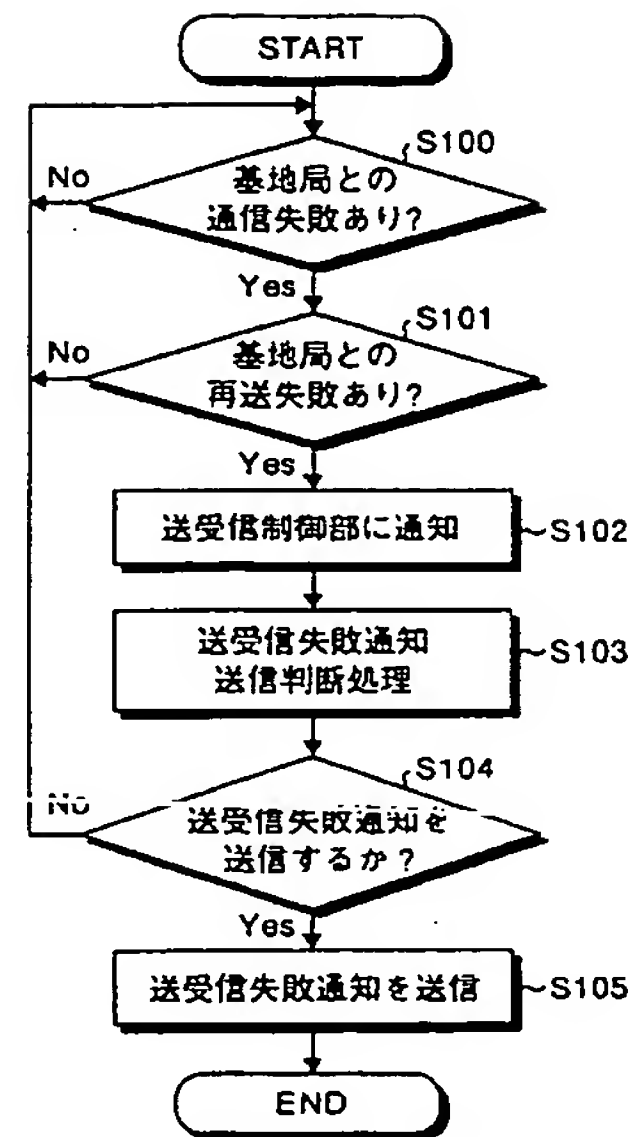 START
S100
No
基地局との
通信失敗あり?
Yes
S101
No
基地局との
再送失敗あり?
Yes
送受信制御部に通知
S102
送受信失敗通知
送信判断処理
S103
S104
No
送受信失敗通知を
送信するか?
Yes
送受信失敗通知を送信
S105
END